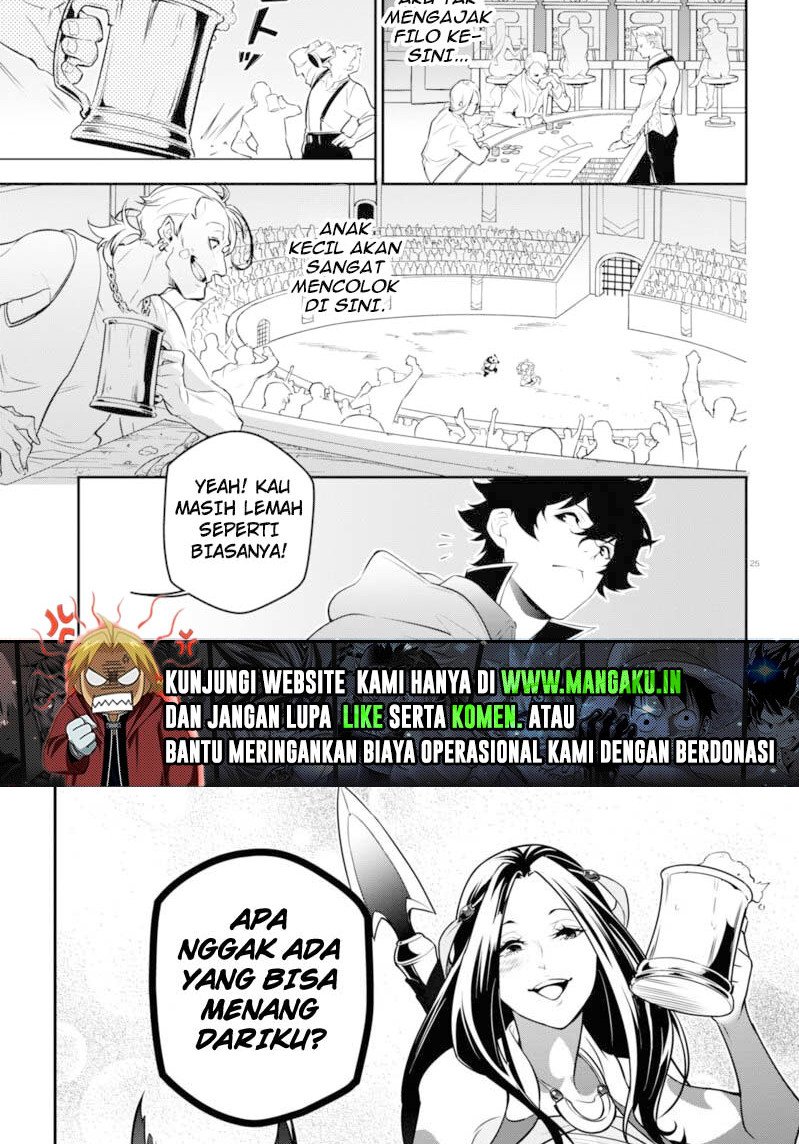 AKU TAK
MENGAJAK
FILO KE-
SINI...
ANAK
KECIL AKAN
SANGAT
MENCOLOK
DI SINI.
YEAH! KAU
MASIH LEMAH
SEPERTI
BIASANYA!
25
KUNJUNGI WEBSITE KAMI HANYA DI WWW.MANGAKU.IN
DAN JANGAN LUPA LIKE SERTA KOMEN. ATAU
BANTU MERINGANKAN BIAYA OPERASIONAL KAMI DENGAN BERDONASI
APA
NGGAK ADA
YANG BISA
MENANG
DARIKU?